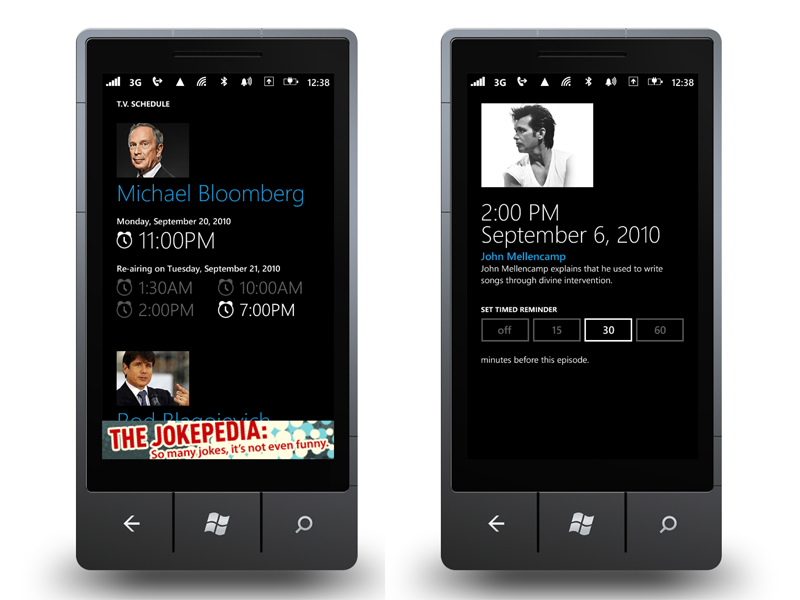 3G 12:38
T.V. SCHEDULE
Michael Bloomberg
Monday, September 20, 2010
11:00PM
Re-airing on Tuesday, September 21, 2010
1:30AM 10:00AM
2:00PM 7:00PM
Rod Blagojevich
THE JOKEPEDIA:
So many jokes, it's not even funny.
3G 12:38
2:00 PM
September 6, 2010
John Mellencamp
John Mellencamp explains that he used to write
songs through divine intervention.
SET TIMED REMINDER
off 15 30 60
minutes before this episode.